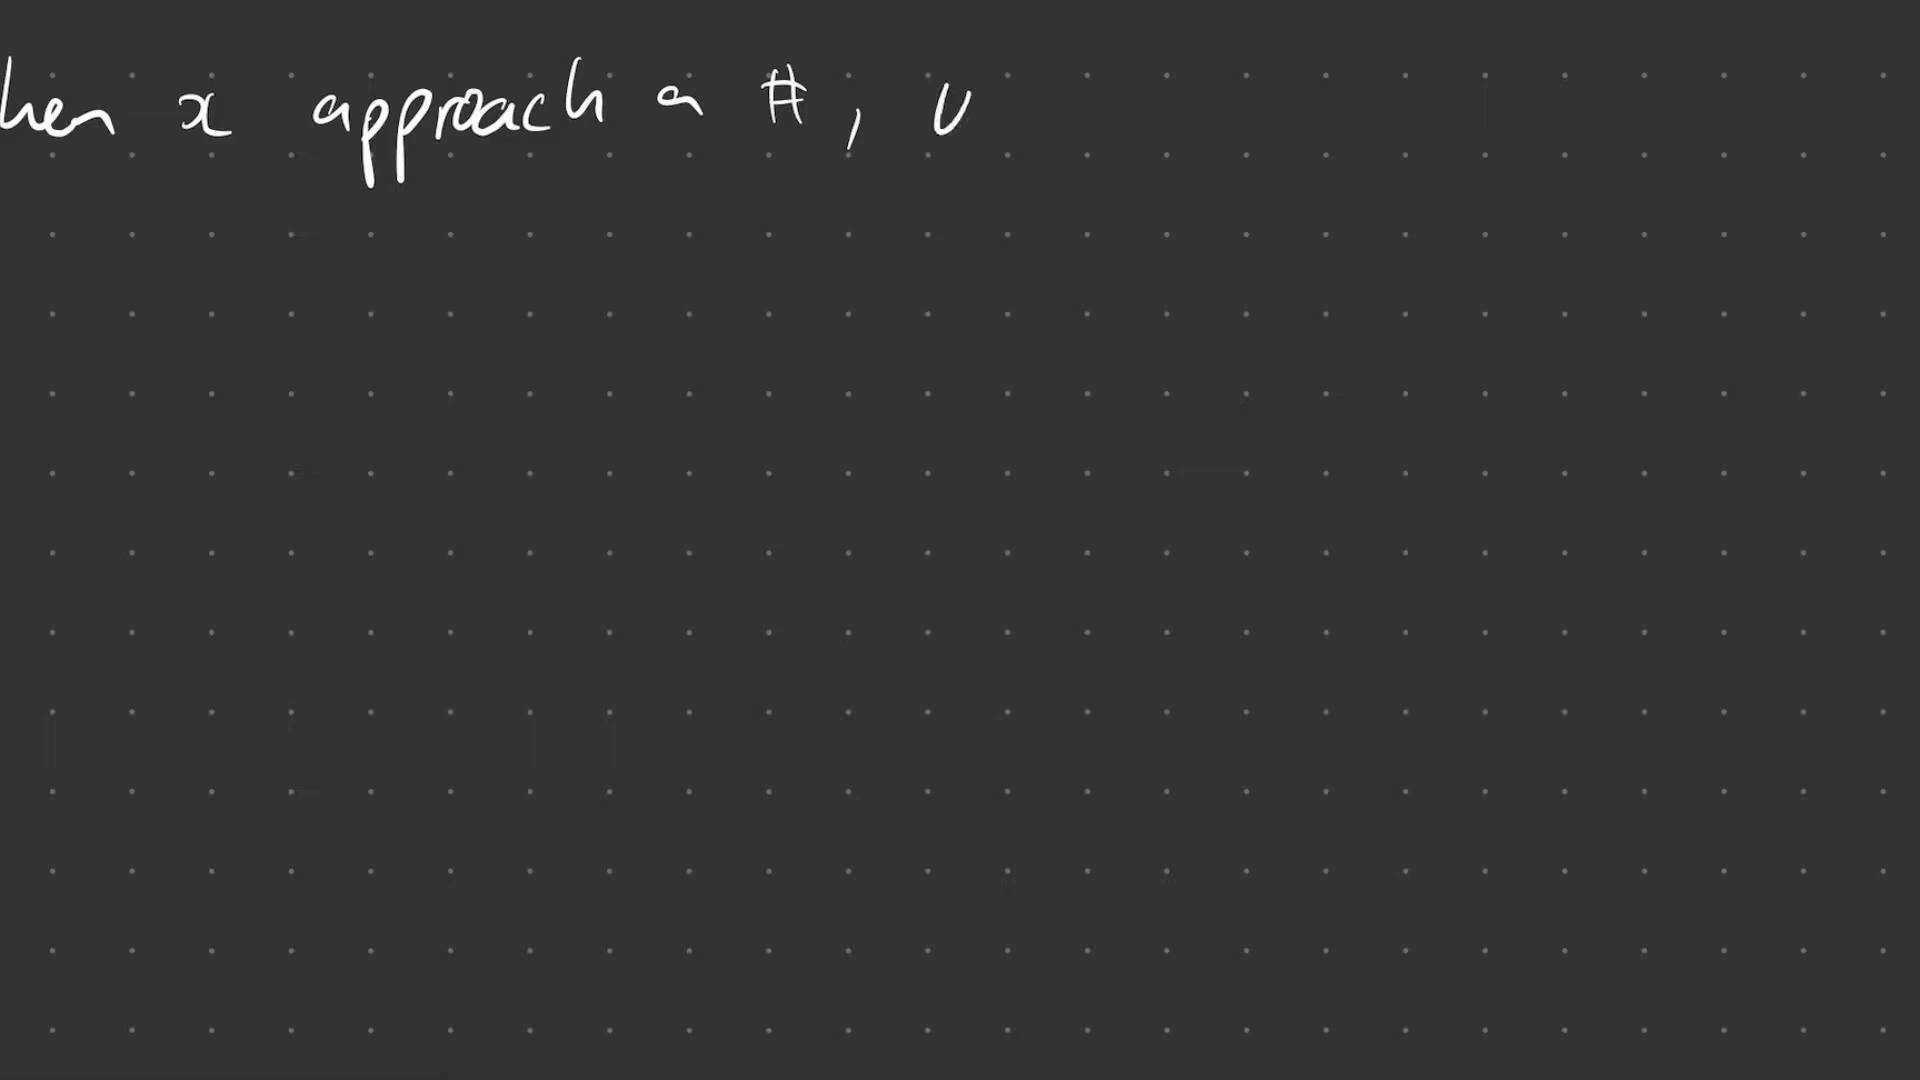 hen x approach a #, u